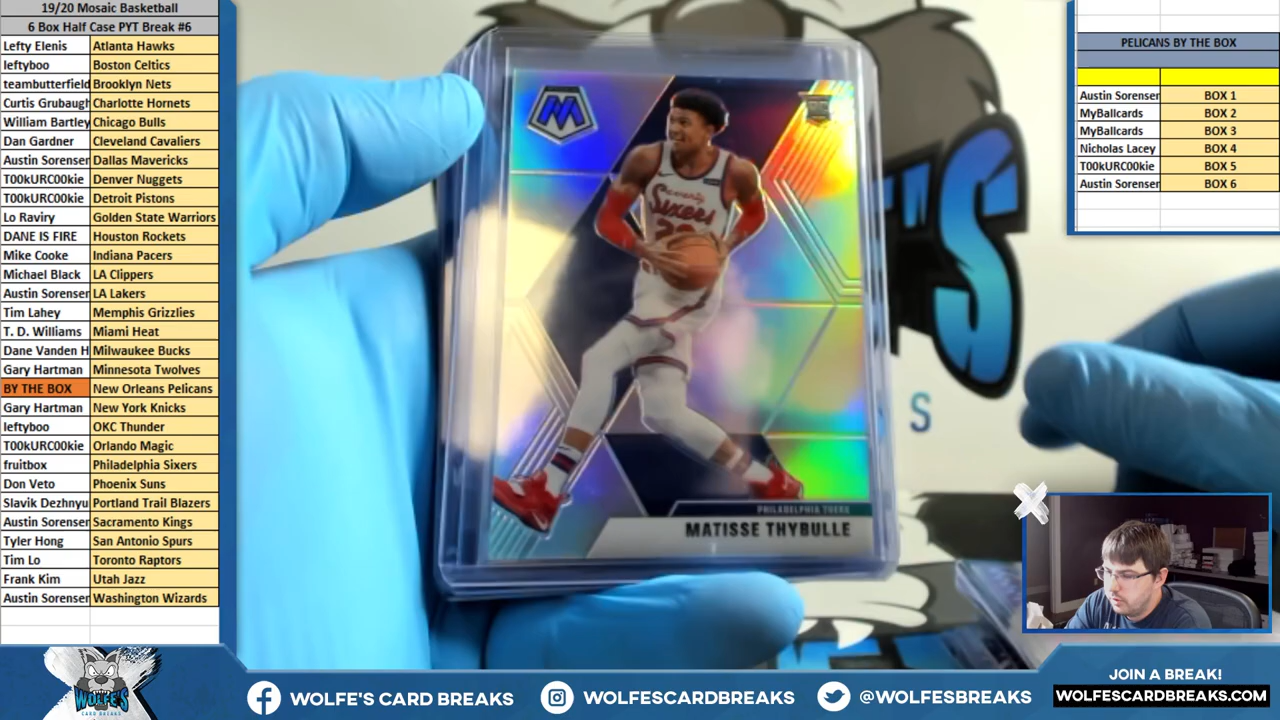 19/20 Mosaic Basketball
6 Box Half Case PYT Break #6
Lefty Elenis Atlanta Hawks
leftyboo Boston Celtics
teambutterfield Brooklyn Nets
Curtis Grubaugh Charlotte Hornets
William Bartley Chicago Bulls
Dan Gardner Cleveland Cavaliers
Austin Sorensen Dallas Mavericks
T00kURC00kie Denver Nuggets
T00kURC00kie Detroit Pistons
Lo Raviry Golden State Warriors
DANE IS FIRE Houston Rockets
Mike Cooke Indiana Pacers
Michael Black LA Clippers
Austin Sorensen LA Lakers
Tim Lahey Memphis Grizzlies
T. D. Williams Miami Heat
Dane Vanden H Milwaukee Bucks
Gary Hartman Minnesota Twolves
BY THE BOX New Orleans Pelicans
Gary Hartman New York Knicks
leftyboo OKC Thunder
T00kURC00kie Orlando Magic
fruitbox Philadelphia Sixers
Don Veto Phoenix Suns
Slavik Dezhnyu Portland Trail Blazers
Austin Sorensen Sacramento Kings
Tyler Hong San Antonio Spurs
Tim Lo Toronto Raptors
Frank Kim Utah Jazz
Austin Sorensen Washington Wizards
PELICANS BY THE BOX
Austin Sorensen BOX 1
MyBallcards BOX 2
MyBallcards BOX 3
Nicholas Lacey BOX 4
T00kURC00kie BOX 5
Austin Sorensen BOX 6
M
RC
Sixers
'S
S
PHILADELPHIA 76ERS
MATISSE THYBULLE
WOLFE'S
CARD BREAKS
WOLFE'S CARD BREAKS
WOLFESCARDBREAKS
@WOLFESBREAKS
JOIN A BREAK!
WOLFESCARDBREAKS.COM